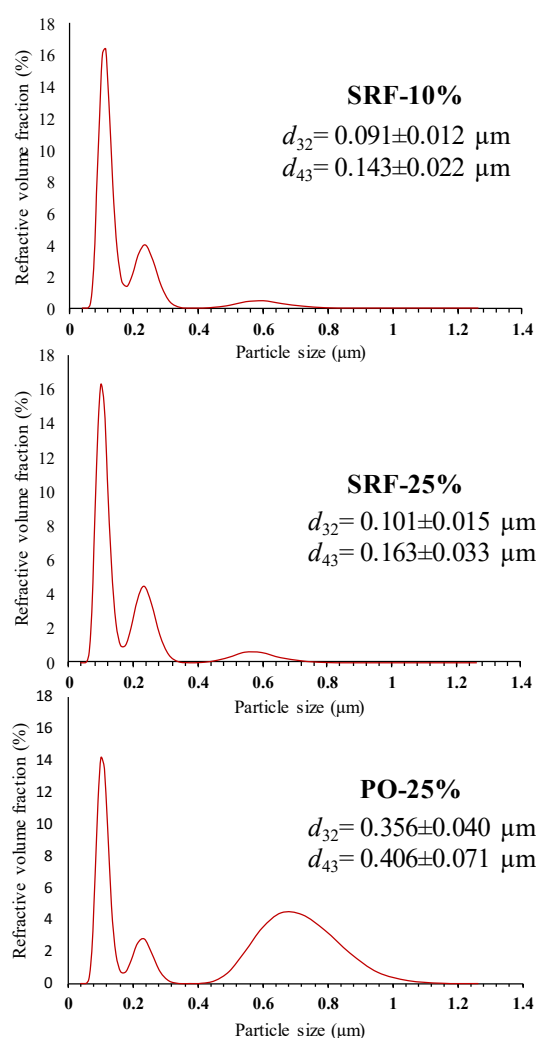 Refractive volume fraction (%)
18
16
14
12
10
8
6
4
2
0
SRF-10%
d32= 0.091±0.012 µm
d43= 0.143±0.022 µm
0 0.2 0.4 0.6 0.8 1 1.2 1.4
Particle size (µm)
Refractive volume fraction (%)
18
16
14
12
10
8
6
4
2
0
SRF-25%
d32= 0.101±0.015 µm
d43= 0.163±0.033 µm
0 0.2 0.4 0.6 0.8 1 1.2 1.4
Particle size (µm)
Refractive volume fraction (%)
18
16
14
12
10
8
6
4
2
0
PO-25%
d32= 0.356±0.040 µm
d43= 0.406±0.071 µm
0 0.2 0.4 0.6 0.8 1 1.2 1.4
Particle size (µm)